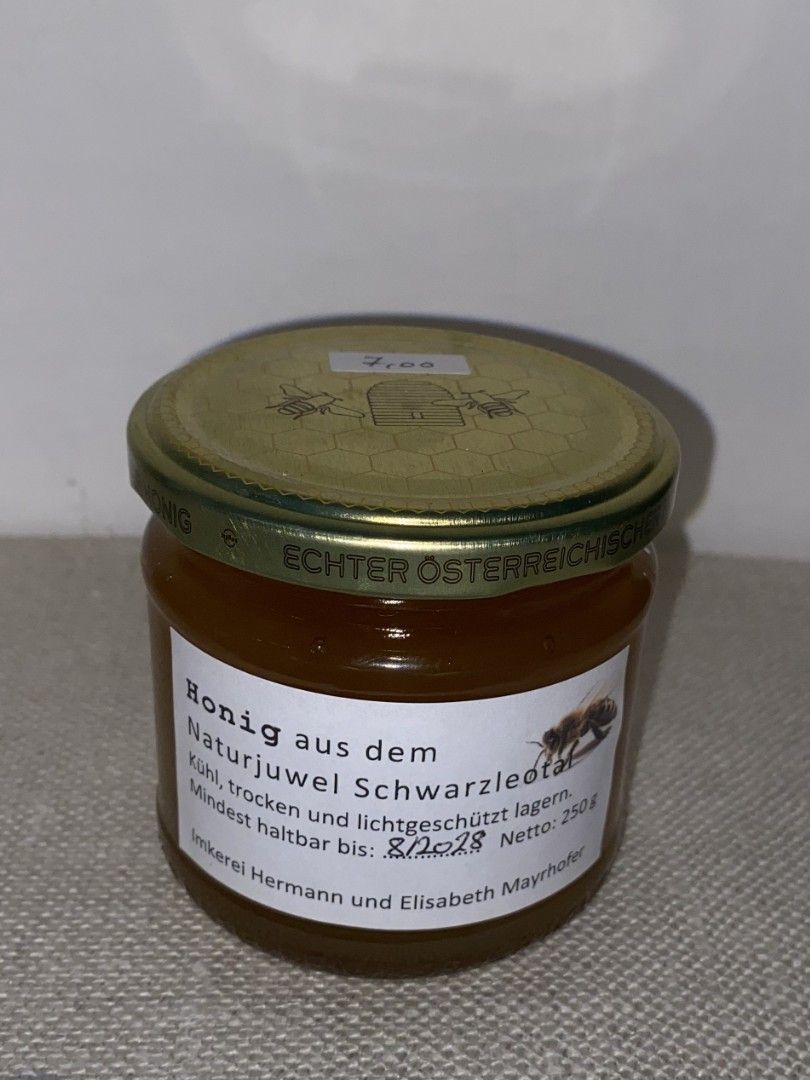 7,00
HONIG
ECHTER ÖSTERREICHISCHE
Honig aus dem
Naturjuwel Schwarzleotal
Kühl, trocken und lichtgeschützt lagern.
Mindest haltbar bis: 8/2028 Netto: 250 g
Imkerei Hermann und Elisabeth Mayrhofer